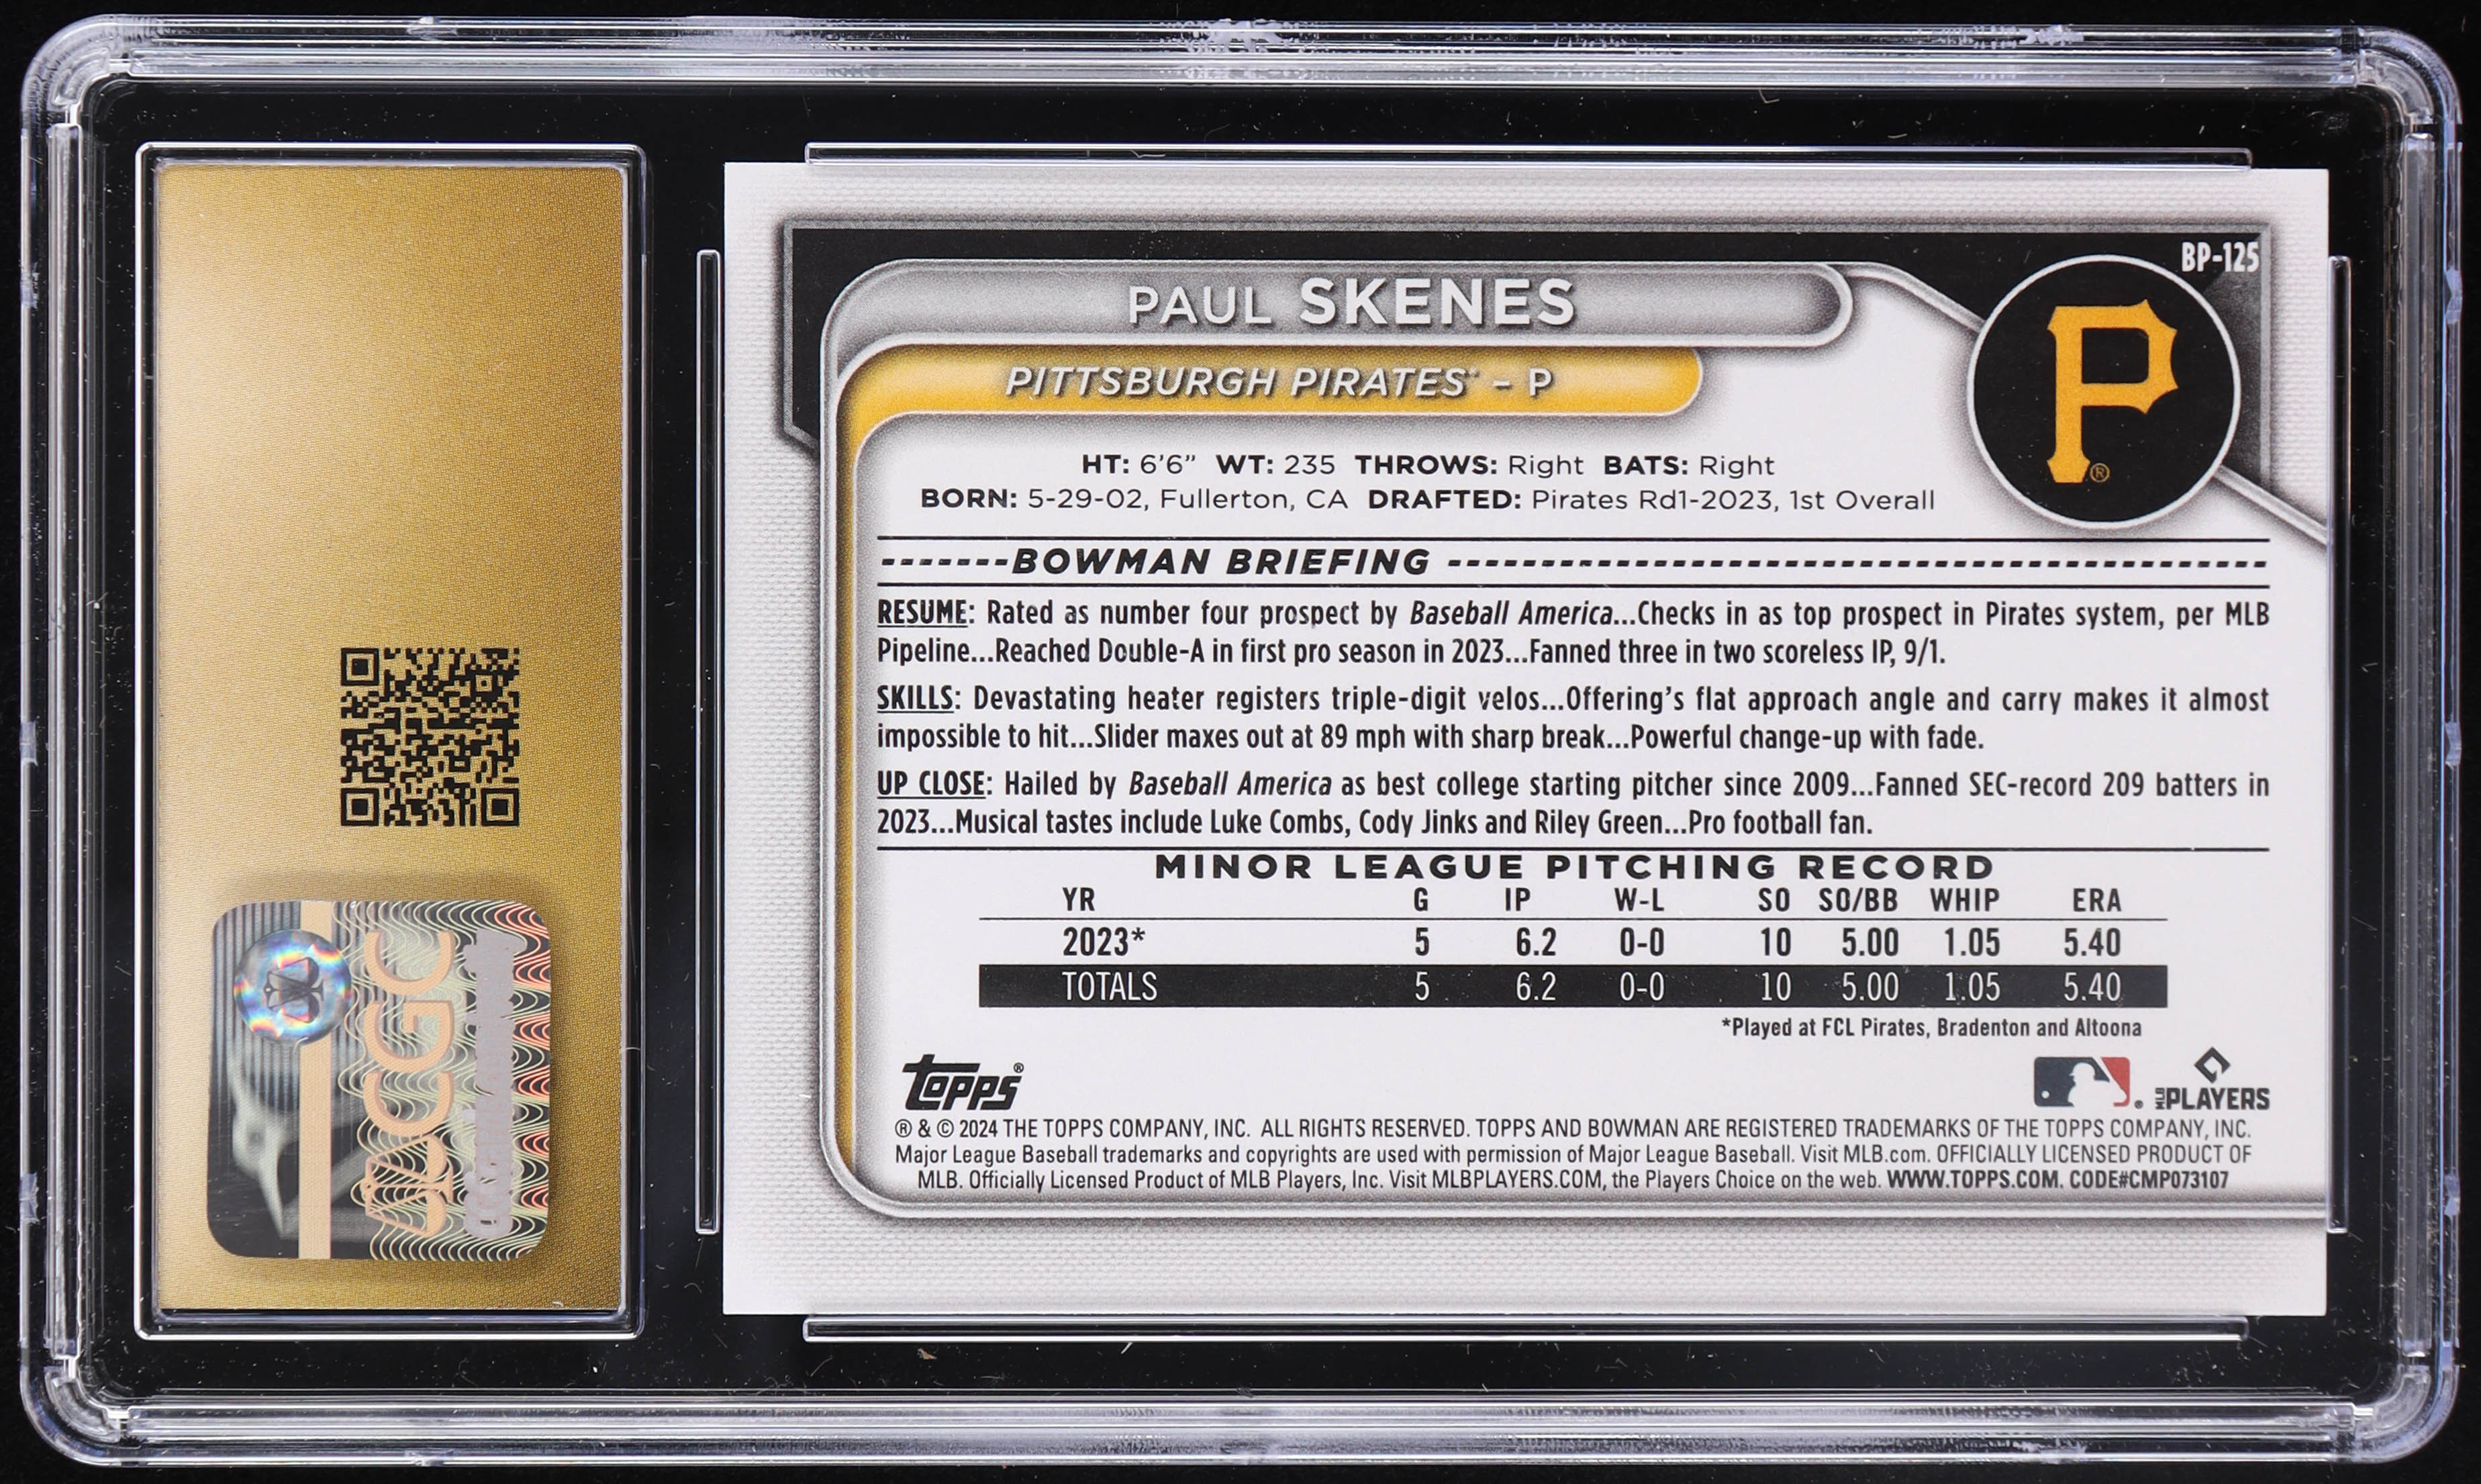 BP-125
PAUL SKENES
PITTSBURGH PIRATES - P
P
®
HT: 6'6" WT: 235 THROWS: Right BATS: Right
BORN: 5-29-02, Fullerton, CA DRAFTED: Pirates Rd1-2023, 1st Overall
-------BOWMAN BRIEFING -----------------------------------------------
RESUME: Rated as number four prospect by Baseball America...Checks in as top prospect in Pirates system, per MLB
Pipeline...Reached Double-A in first pro season in 2023...Fanned three in two scoreless IP, 9/1.
SKILLS: Devastating heater registers triple-digit velos...Offering's flat approach angle and carry makes it almost
impossible to hit...Slider maxes out at 89 mph with sharp break...Powerful change-up with fade.
UP CLOSE: Hailed by Baseball America as best college starting pitcher since 2009...Fanned SEC-record 209 batters in
2023...Musical tastes include Luke Combs, Cody Jinks and Riley Green...Pro football fan.
MINOR LEAGUE PITCHING RECORD
YR G IP W-L SO SO/BB WHIP ERA
2023* 5 6.2 0-0 10 5.00 1.05 5.40
TOTALS 5 6.2 0-0 10 5.00 1.05 5.40
*Played at FCL Pirates, Bradenton and Altoona
Topps®
MLB PLAYERS
® & © 2024 THE TOPPS COMPANY, INC. ALL RIGHTS RESERVED. TOPPS AND BOWMAN ARE REGISTERED TRADEMARKS OF THE TOPPS COMPANY, INC.
Major League Baseball trademarks and copyrights are used with permission of Major League Baseball. Visit MLB.com. OFFICIALLY LICENSED PRODUCT OF
MLB. Officially Licensed Product of MLB Players, Inc. Visit MLBPLAYERS.COM, the Players Choice on the web. WWW.TOPPS.COM. CODE#CMP073107
CGC